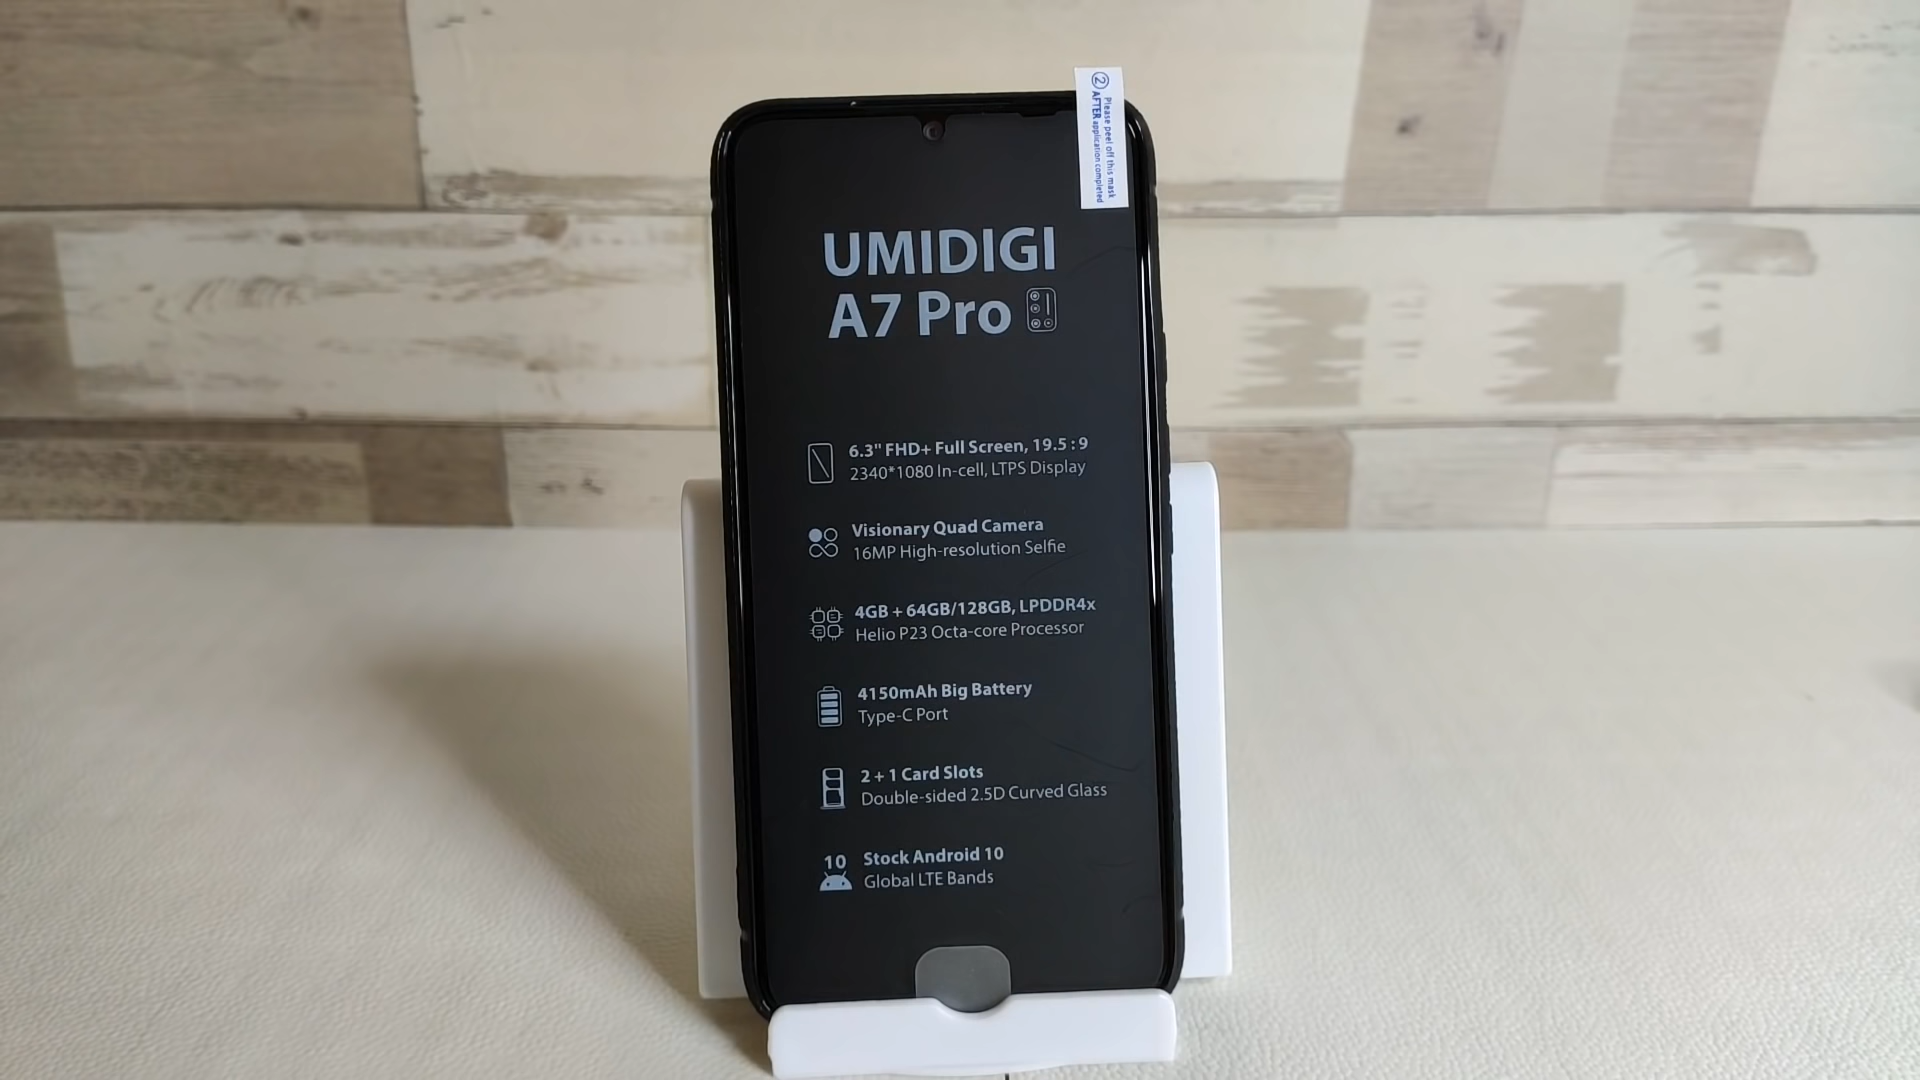 ② Please peel off this mask
AFTER application completed
UMIDIGI
A7 Pro
6.3" FHD+ Full Screen, 19.5 : 9
2340*1080 In-cell, LTPS Display
Visionary Quad Camera
16MP High-resolution Selfie
4GB + 64GB/128GB, LPDDR4x
Helio P23 Octa-core Processor
4150mAh Big Battery
Type-C Port
2 + 1 Card Slots
Double-sided 2.5D Curved Glass
10
Stock Android 10
Global LTE Bands